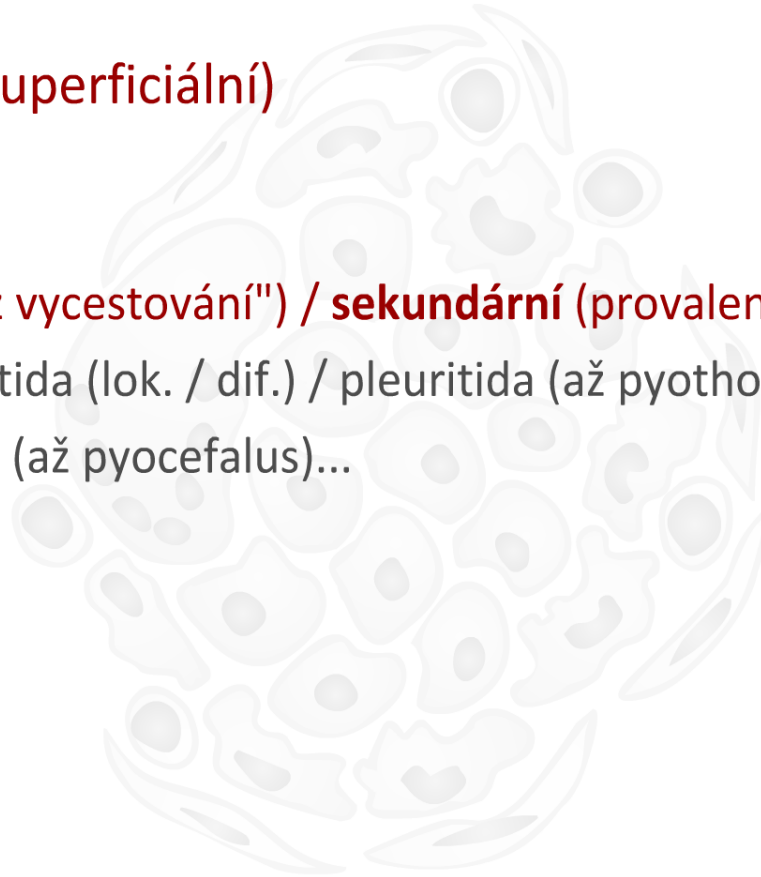 uperficiální)
z vycestování") / sekundární (provalen
tida (lok. / dif.) / pleuritida (až pyotho
(až pyocefalus)...